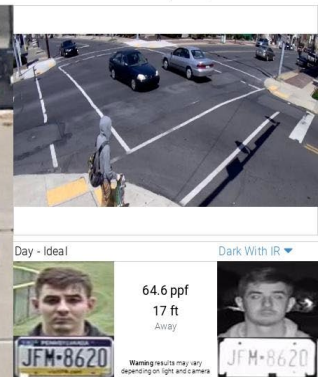 Day - Ideal
Dark With IR
64.6 ppf
17 ft
Away
PENNSYLVANIA
JFM-8620
JFM-8620
Warning results may vary
depending on light and camera